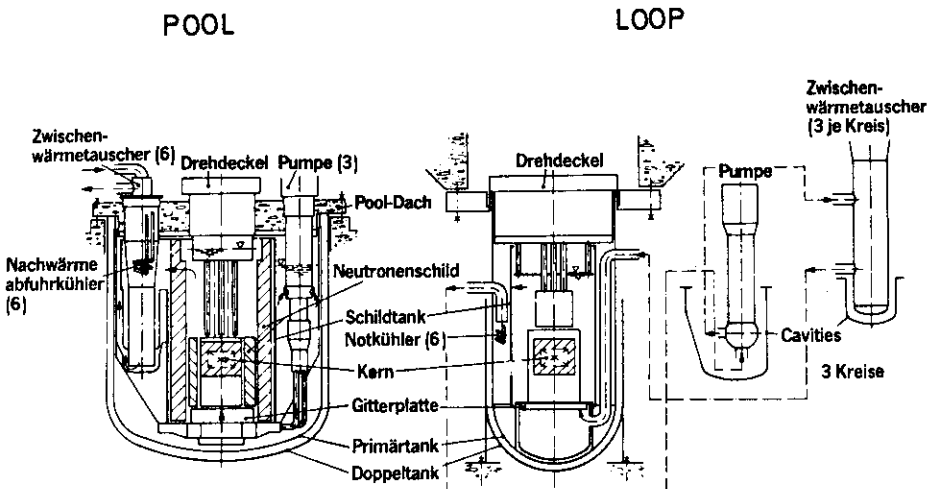 POOL
LOOP
Zwischen-
wärmetauscher (6)
Drehdeckel
Pumpe (3)
Pool-Dach
Nachwärme
abfuhrkühler
(6)
Neutronenschild
Schildtank
Notkühler (6)
Kern
Gitterplatte
Primärtank
Doppeltank
Drehdeckel
Pumpe
Zwischen-
wärmetauscher
(3 je Kreis)
Cavities
3 Kreise